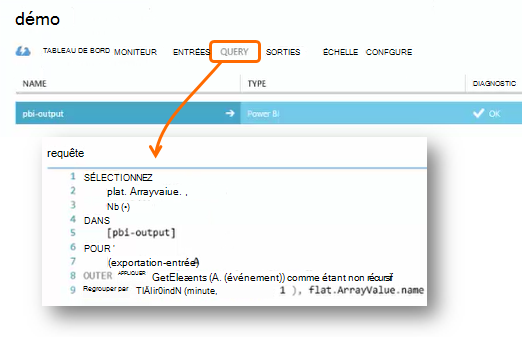 démo
TABLEAU DE BORD MONITEUR ENTRÉES QUERY SORTIES ÉCHELLE CONFGURE
NAME TYPE DIAGNOSTIC
pbi-output Power Bi OK
requête
1 SÉLECTIONNEZ
2 plat. Arrayvaiue. ,
3 Nb (•)
4 DANS
5 [pbi-output]
6 POUR '
7 (exportation-entrée)
8 OUTER APPLIQUER GetEleezents (A. (événement)) comme étant non récursif
9 Regrouper par (minute, 1 ), flat.ArrayValue.name